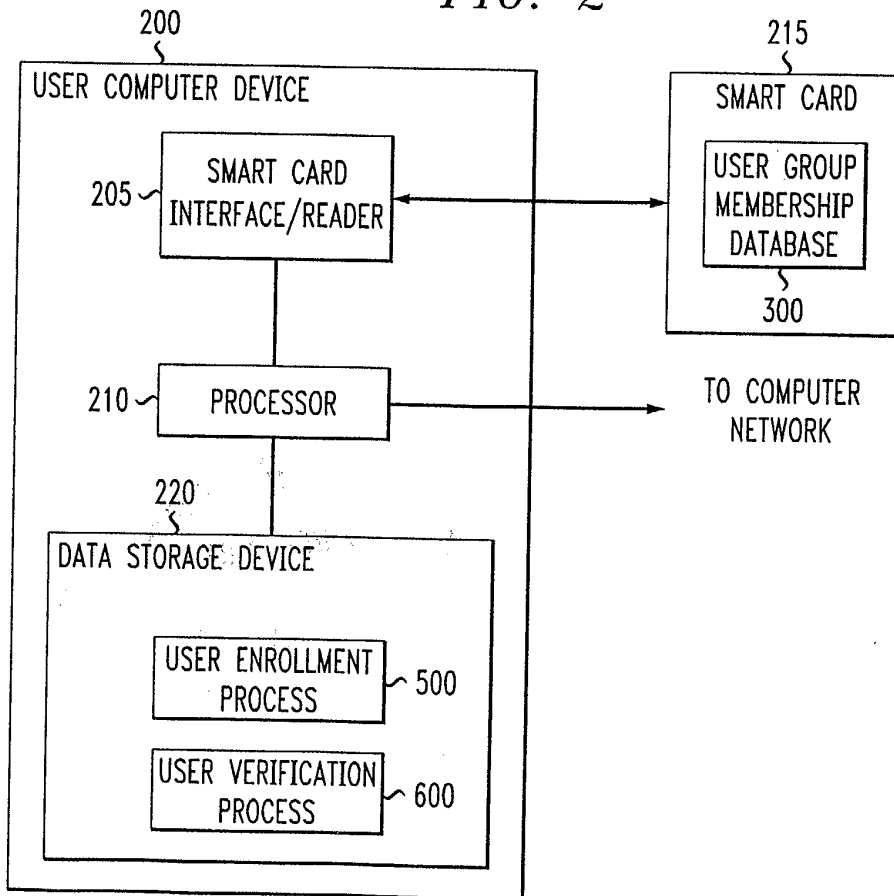 FIG. 2
200
USER COMPUTER DEVICE
205
SMART CARD
INTERFACE/READER
215
SMART CARD
USER GROUP
MEMBERSHIP
DATABASE
300
210
PROCESSOR
TO COMPUTER
NETWORK
220
DATA STORAGE DEVICE
USER ENROLLMENT
PROCESS
500
USER VERIFICATION
PROCESS
600